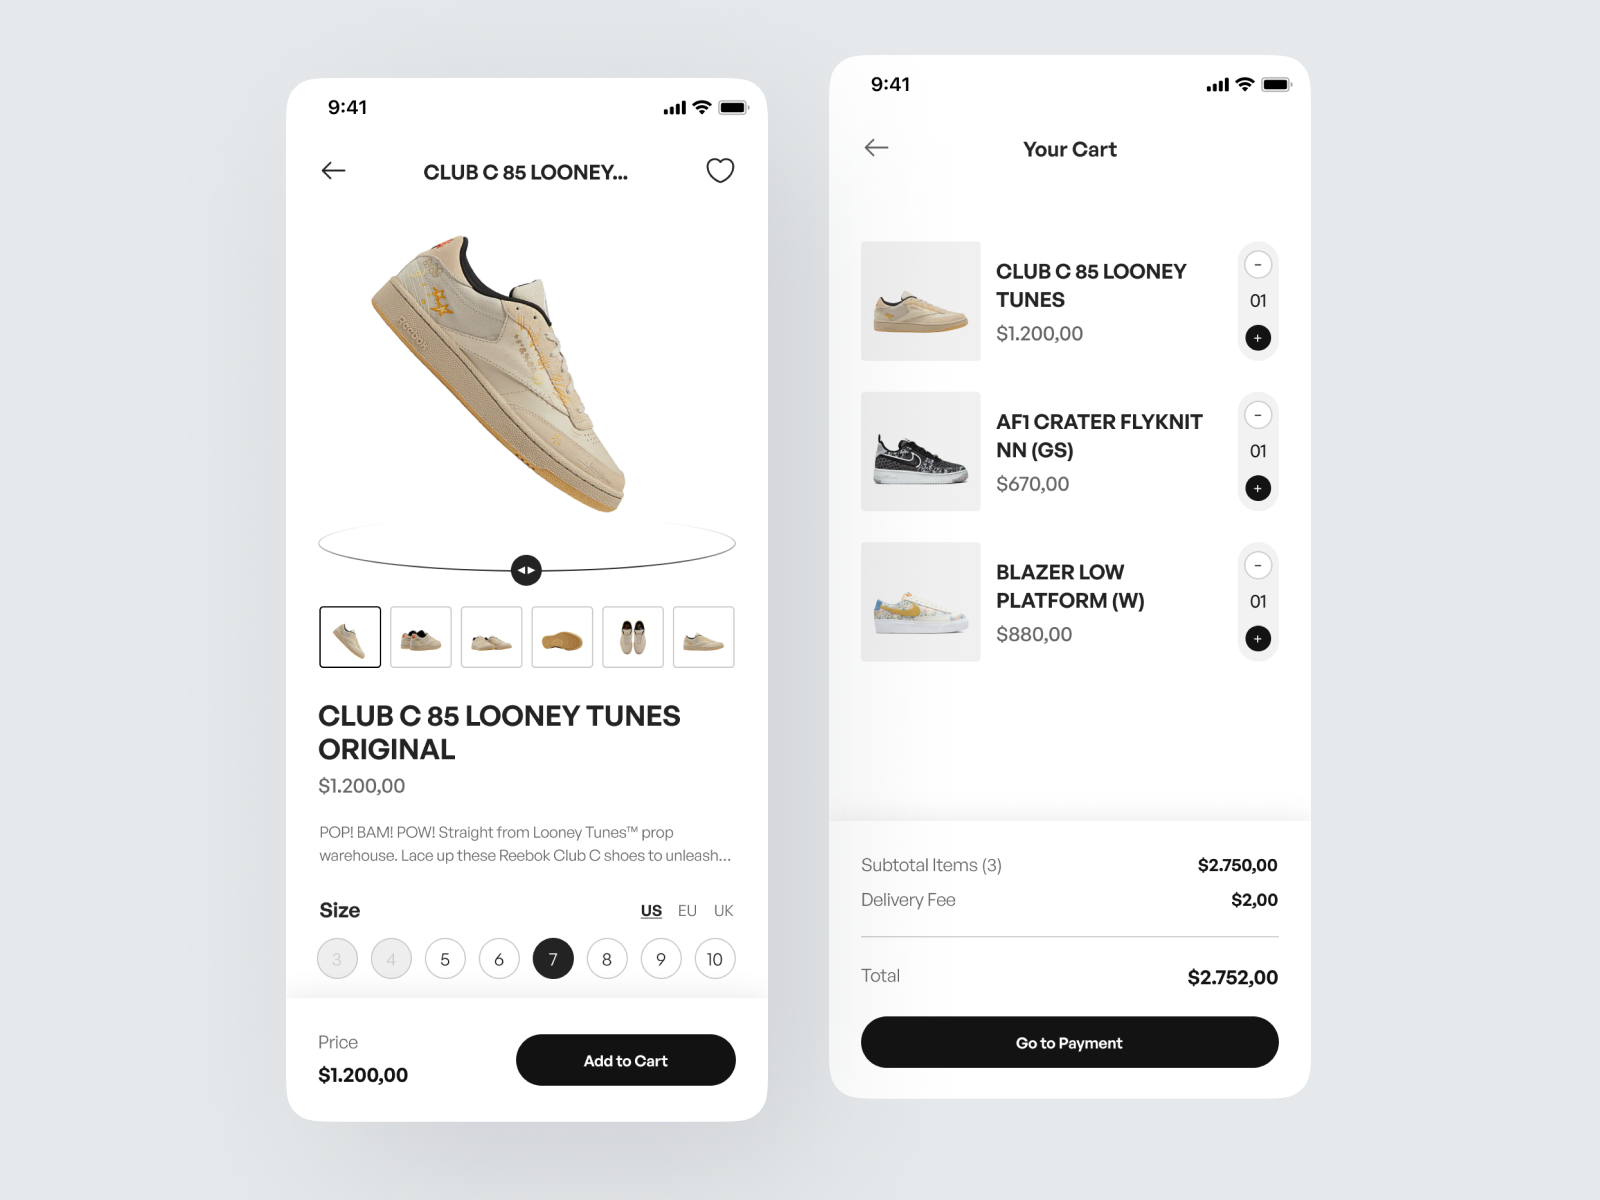 9:41
CLUB C 85 LOONEY...
Reebok
CLUB C 85 LOONEY TUNES
ORIGINAL
$1.200,00
POP! BAM! POW! Straight from Looney Tunes™ prop
warehouse. Lace up these Reebok Club C shoes to unleash...
Size
US EU UK
3 4 5 6 7 8 9 10
Price
$1.200,00
Add to Cart
9:41
Your Cart
CLUB C 85 LOONEY
TUNES
$1.200,00
-
01
+
AF1 CRATER FLYKNIT
NN (GS)
$670,00
-
01
+
BLAZER LOW
PLATFORM (W)
$880,00
-
01
+
Subtotal Items (3) $2.750,00
Delivery Fee $2,00
Total $2.752,00
Go to Payment